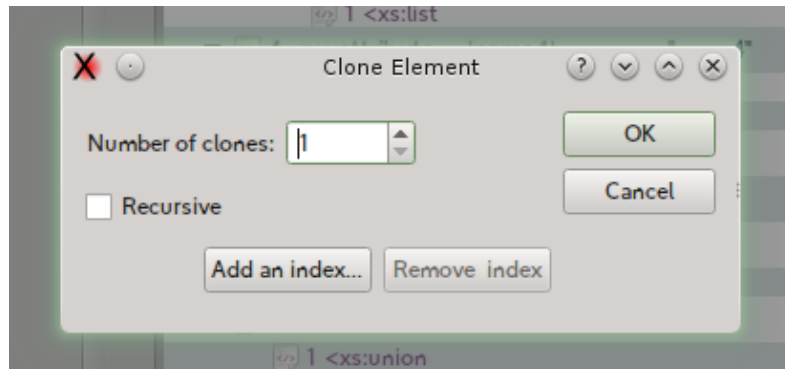 1 <xs:list
Clone Element
Number of clones: 1
OK
Recursive
Cancel
Add an index... Remove index
1 <xs:union